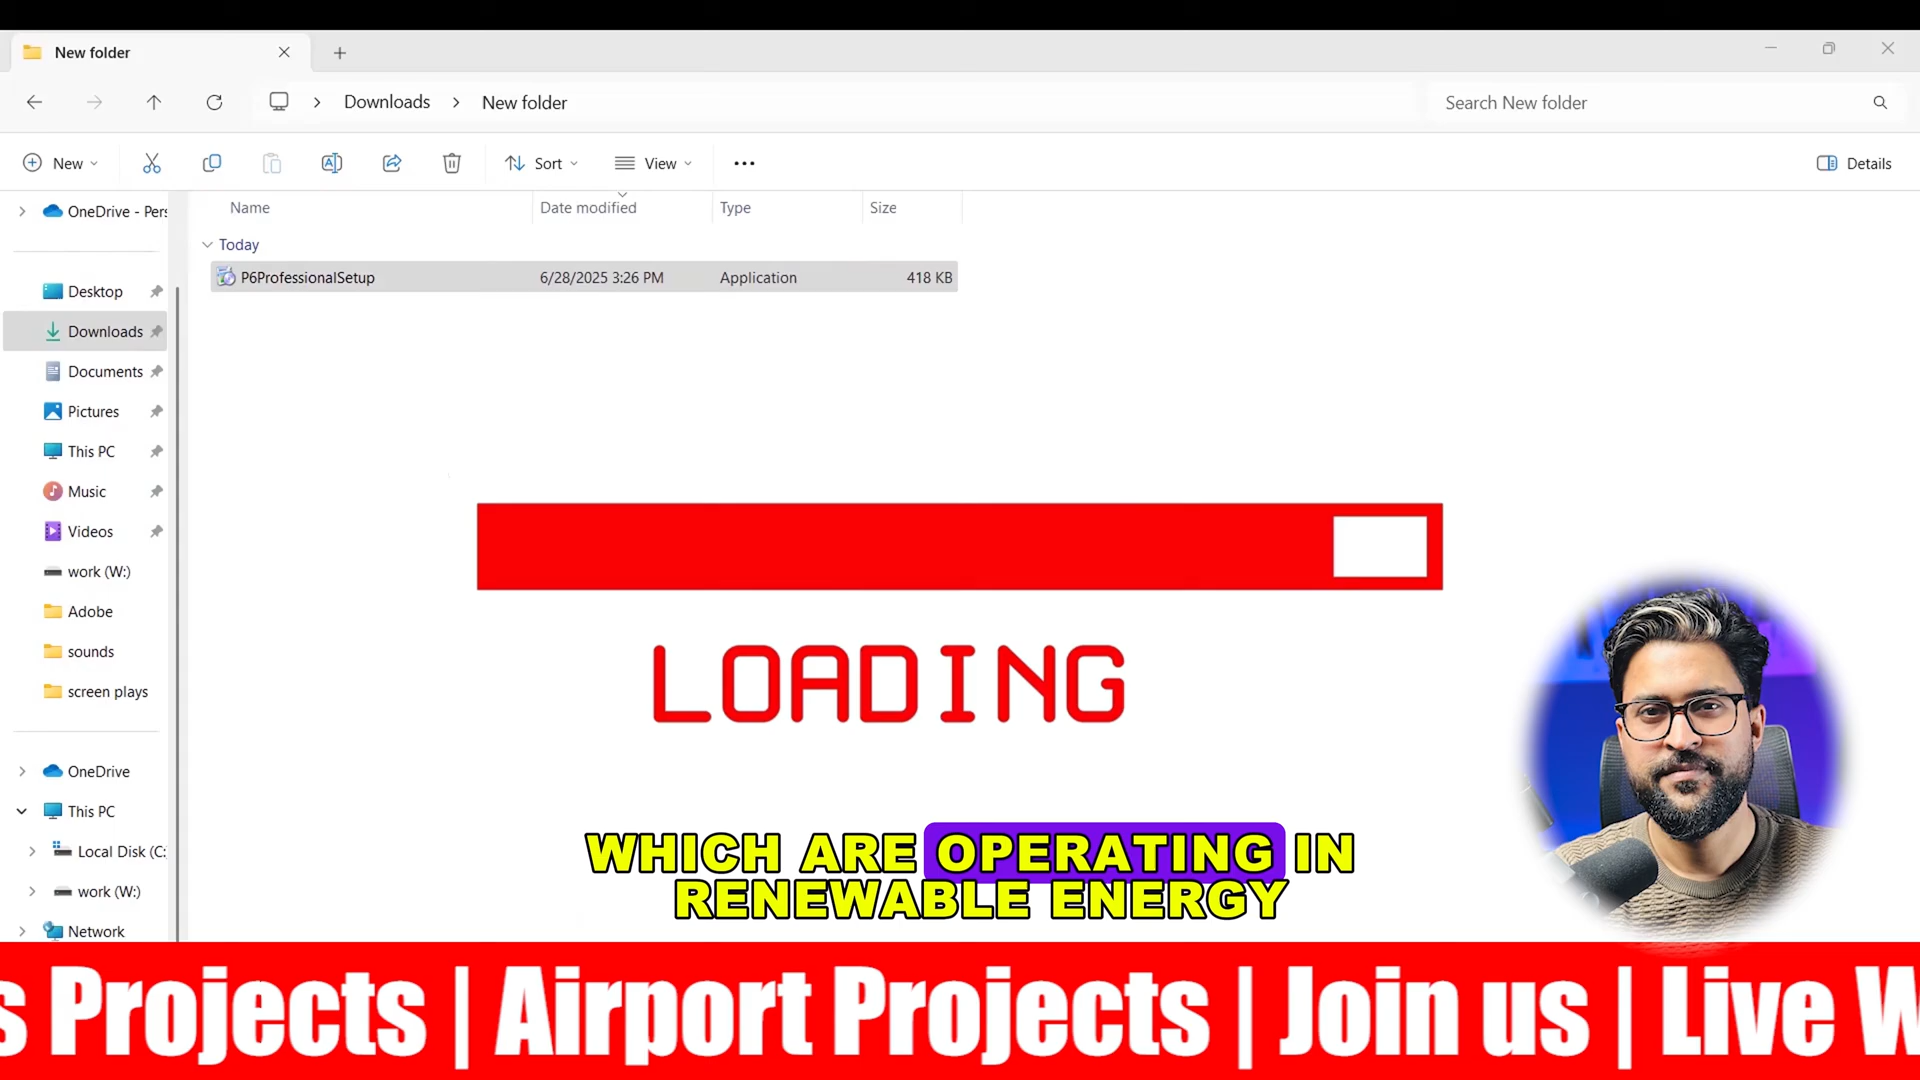 New folder
Downloads > New folder
Search New folder
New
Sort
View
Details
Name Date modified Type Size
Today
P6ProfessionalSetup 6/28/2025 3:26 PM Application 418 KB
OneDrive - Pers
Desktop
Downloads
Documents
Pictures
This PC
Music
Videos
work (W:)
Adobe
sounds
screen plays
OneDrive
This PC
Local Disk (C:
work (W:)
Network
LOADING
WHICH ARE OPERATING IN
RENEWABLE ENERGY
s Projects | Airport Projects | Join us | Live W